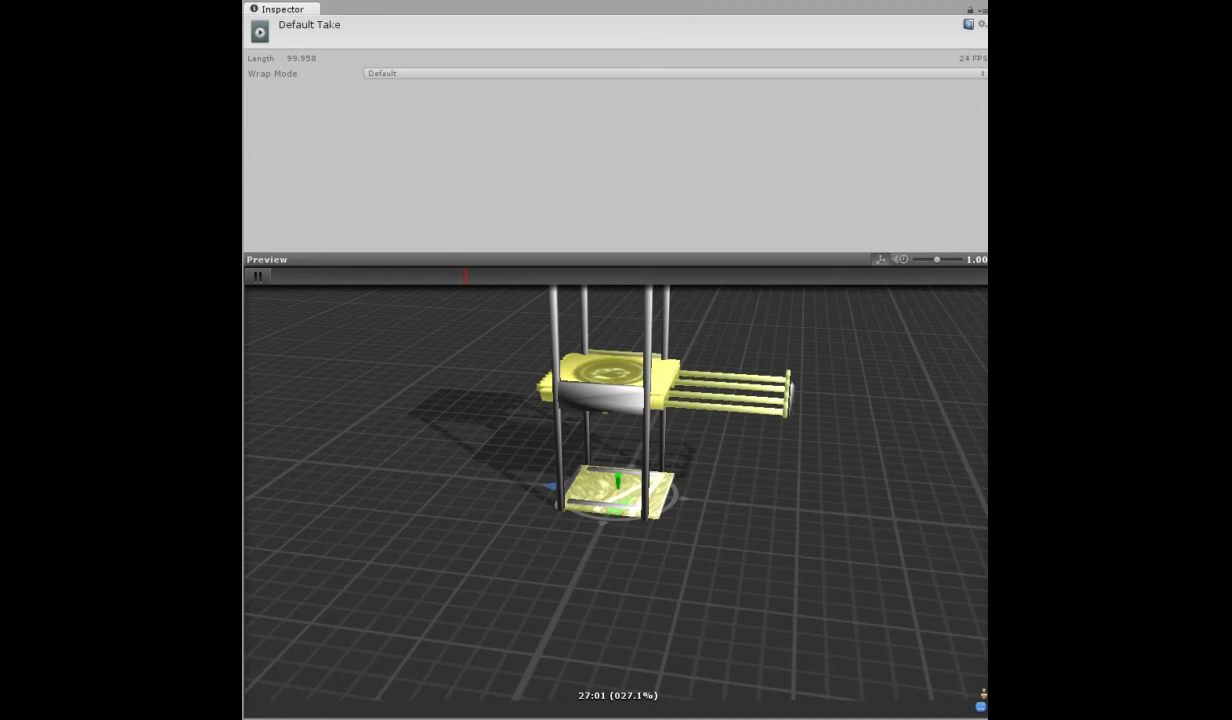 Inspector
Default Take
Length 99.958 24 FPS
Wrap Mode Default
Preview 1.00
27:01 (027.1%)